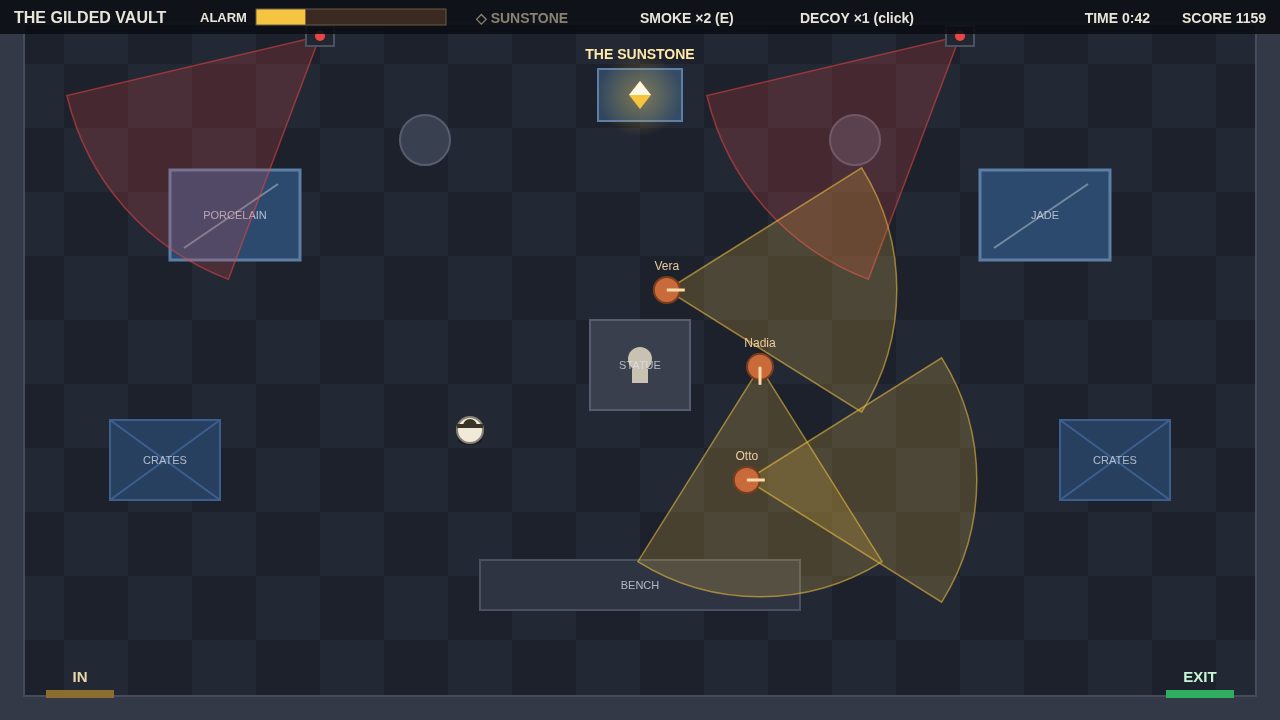 THE GILDED VAULT
ALARM
◇ SUNSTONE
SMOKE ×2 (E)
DECOY ×1 (click)
TIME 0:42
SCORE 1159
THE SUNSTONE
PORCELAIN
JADE
Vera
Nadia
STATUE
Otto
CRATES
CRATES
BENCH
IN
EXIT